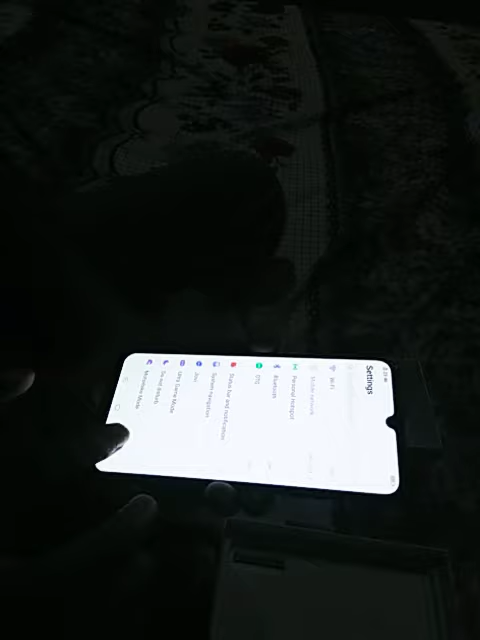 Settings
Wi-Fi
Mobile network
Personal hotspot
Bluetooth
OTG
Status bar and notification
System Navigation
Jovi
Ultra Game Mode
Do not disturb
Motorbike Mode